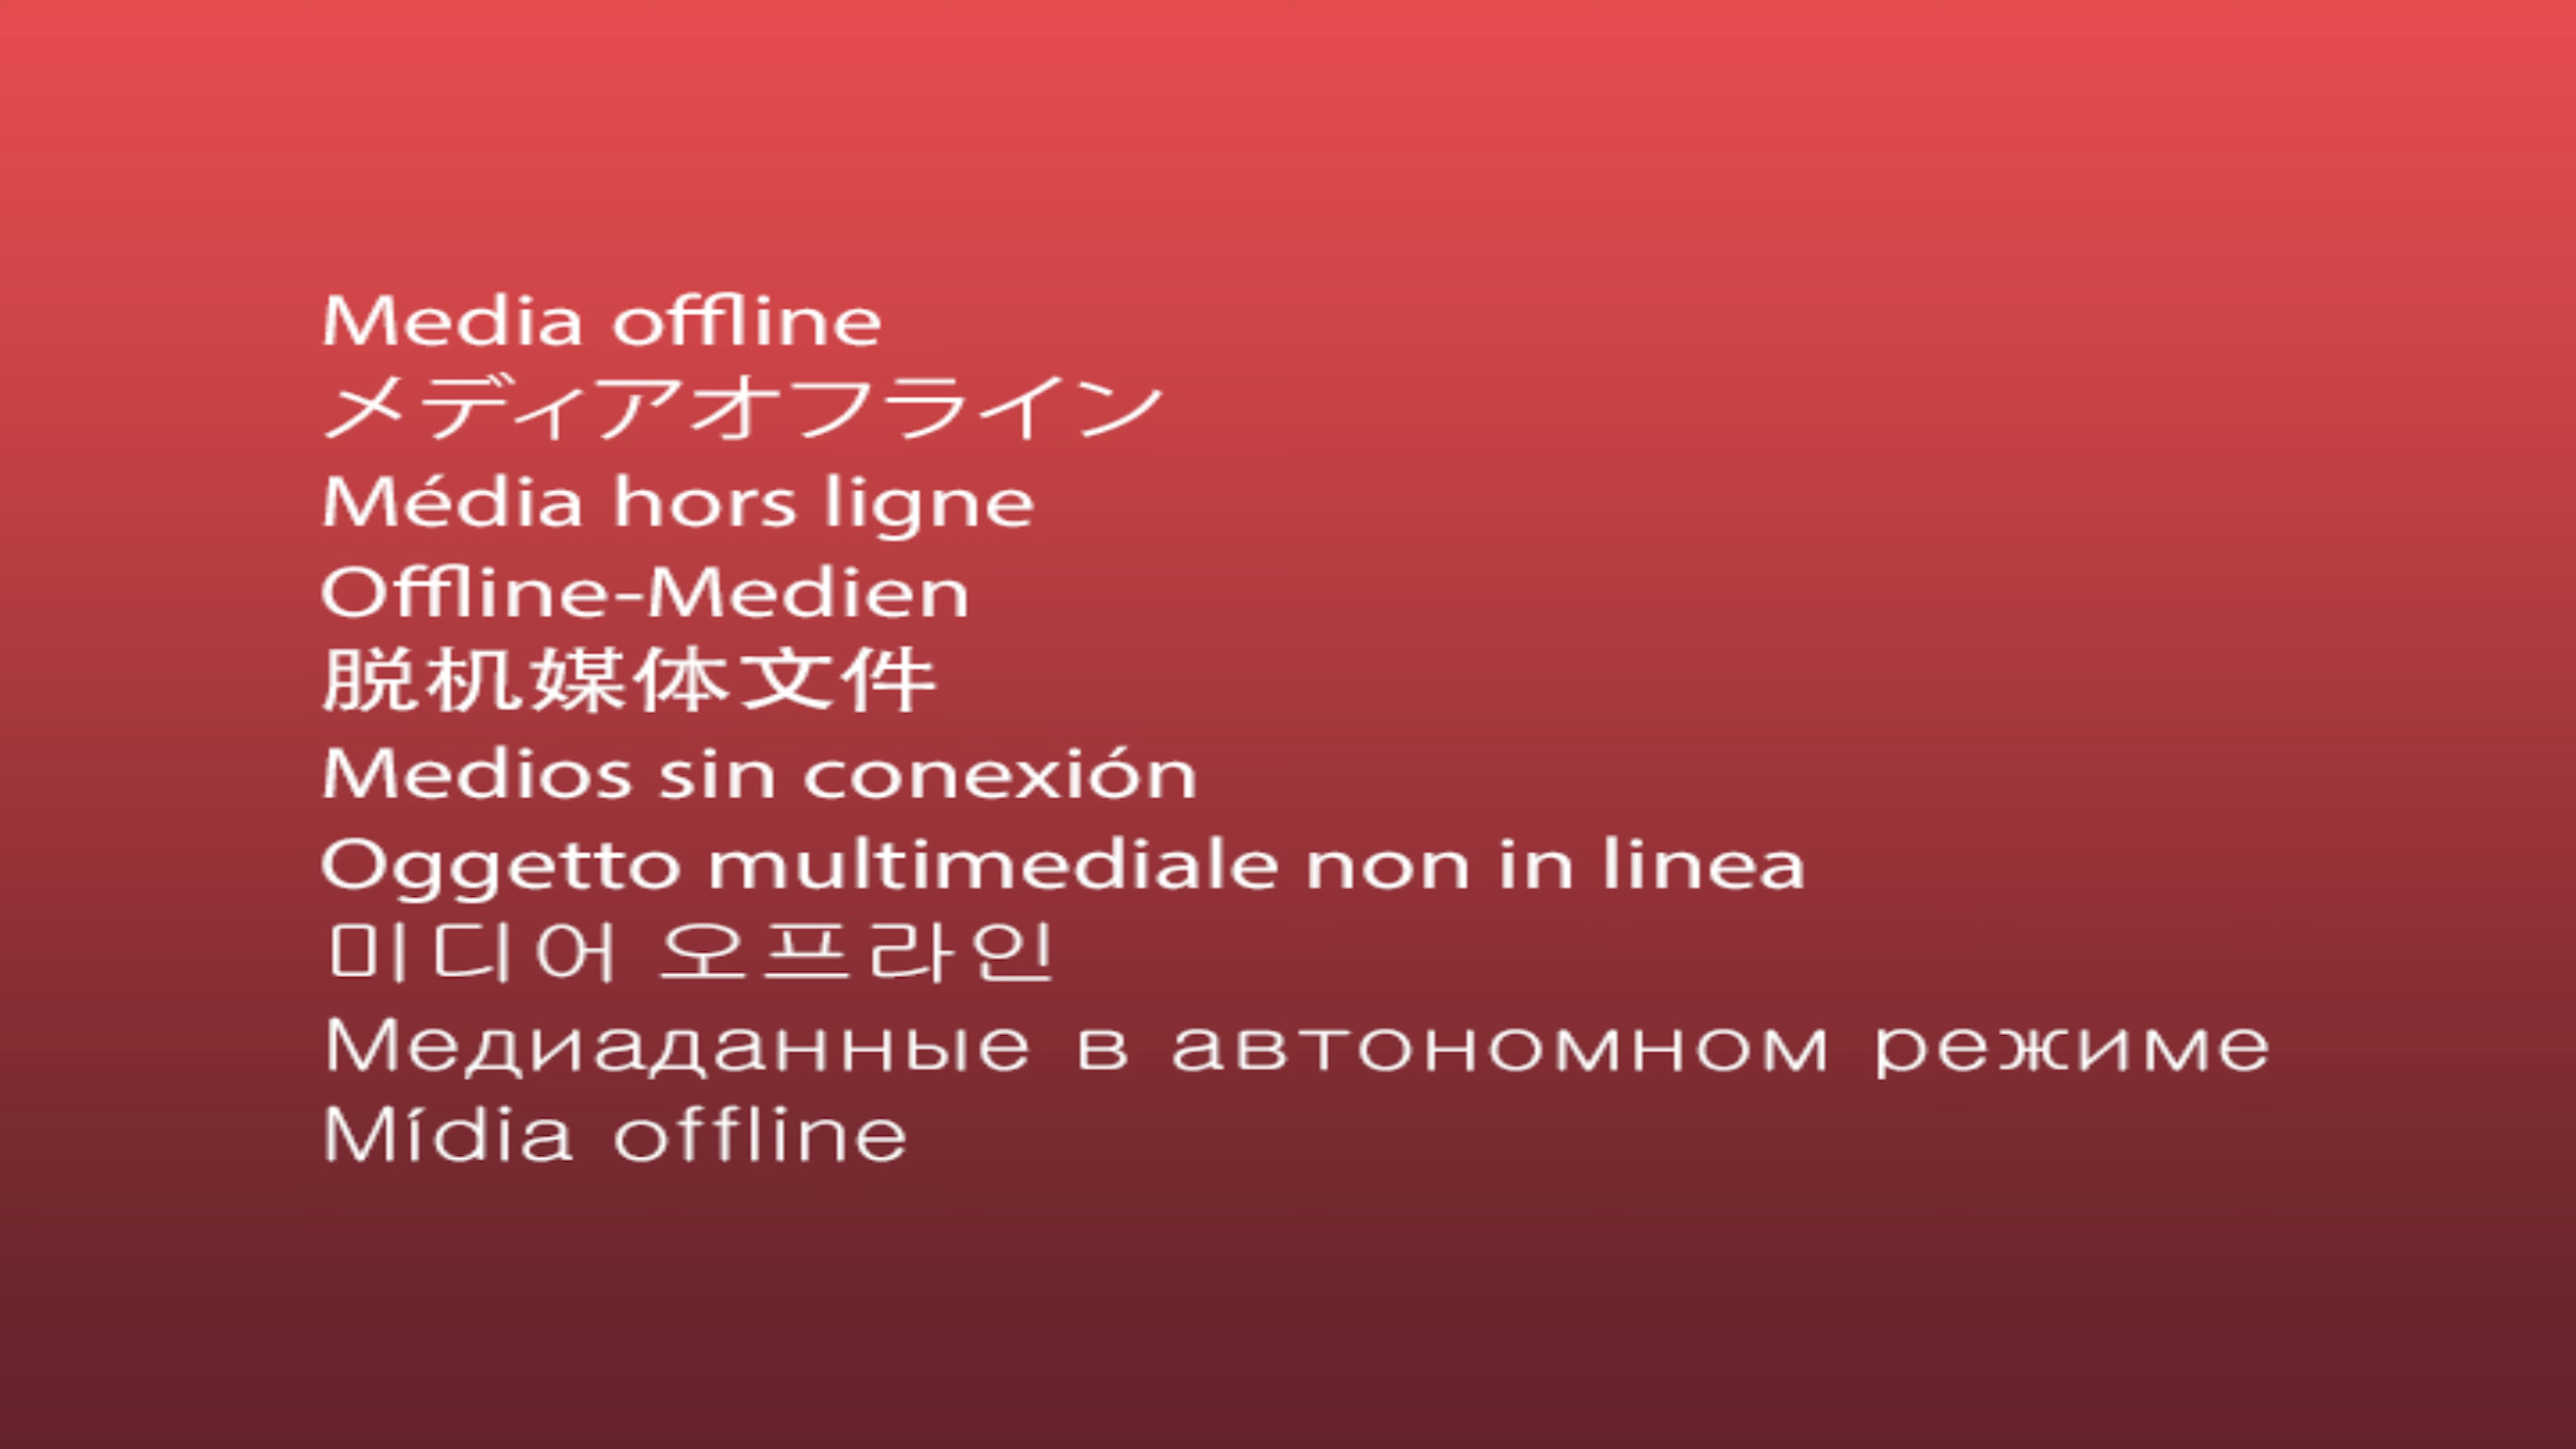 Media offline
メディアオフライン
Média hors ligne
Offline-Medien
脱机媒体文件
Medios sin conexión
Oggetto multimediale non in linea
미디어 오프라인
Медиаданные в автономном режиме
Mídia offline